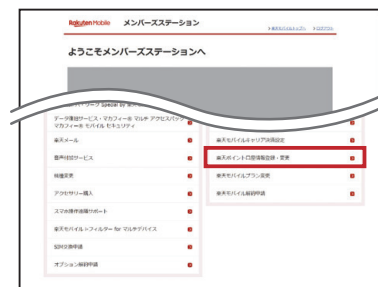 Rakuten Mobile メンバーズステーション
ようこそメンバーズステーションへ
データ復旧サービス・マカフィー® マルチ アクセスパック
マカフィー® モバイル セキュリティ
楽天メール
音声付加サービス
機種変更
アクセサリー購入
スマホ操作遠隔サポート
楽天モバイル i-フィルター for マルチデバイス
SIM交換申請
オプション解約申請
楽天モバイルキャリア決済設定
楽天ポイント口座情報登録・変更
楽天モバイルプラン変更
楽天モバイル解約申請